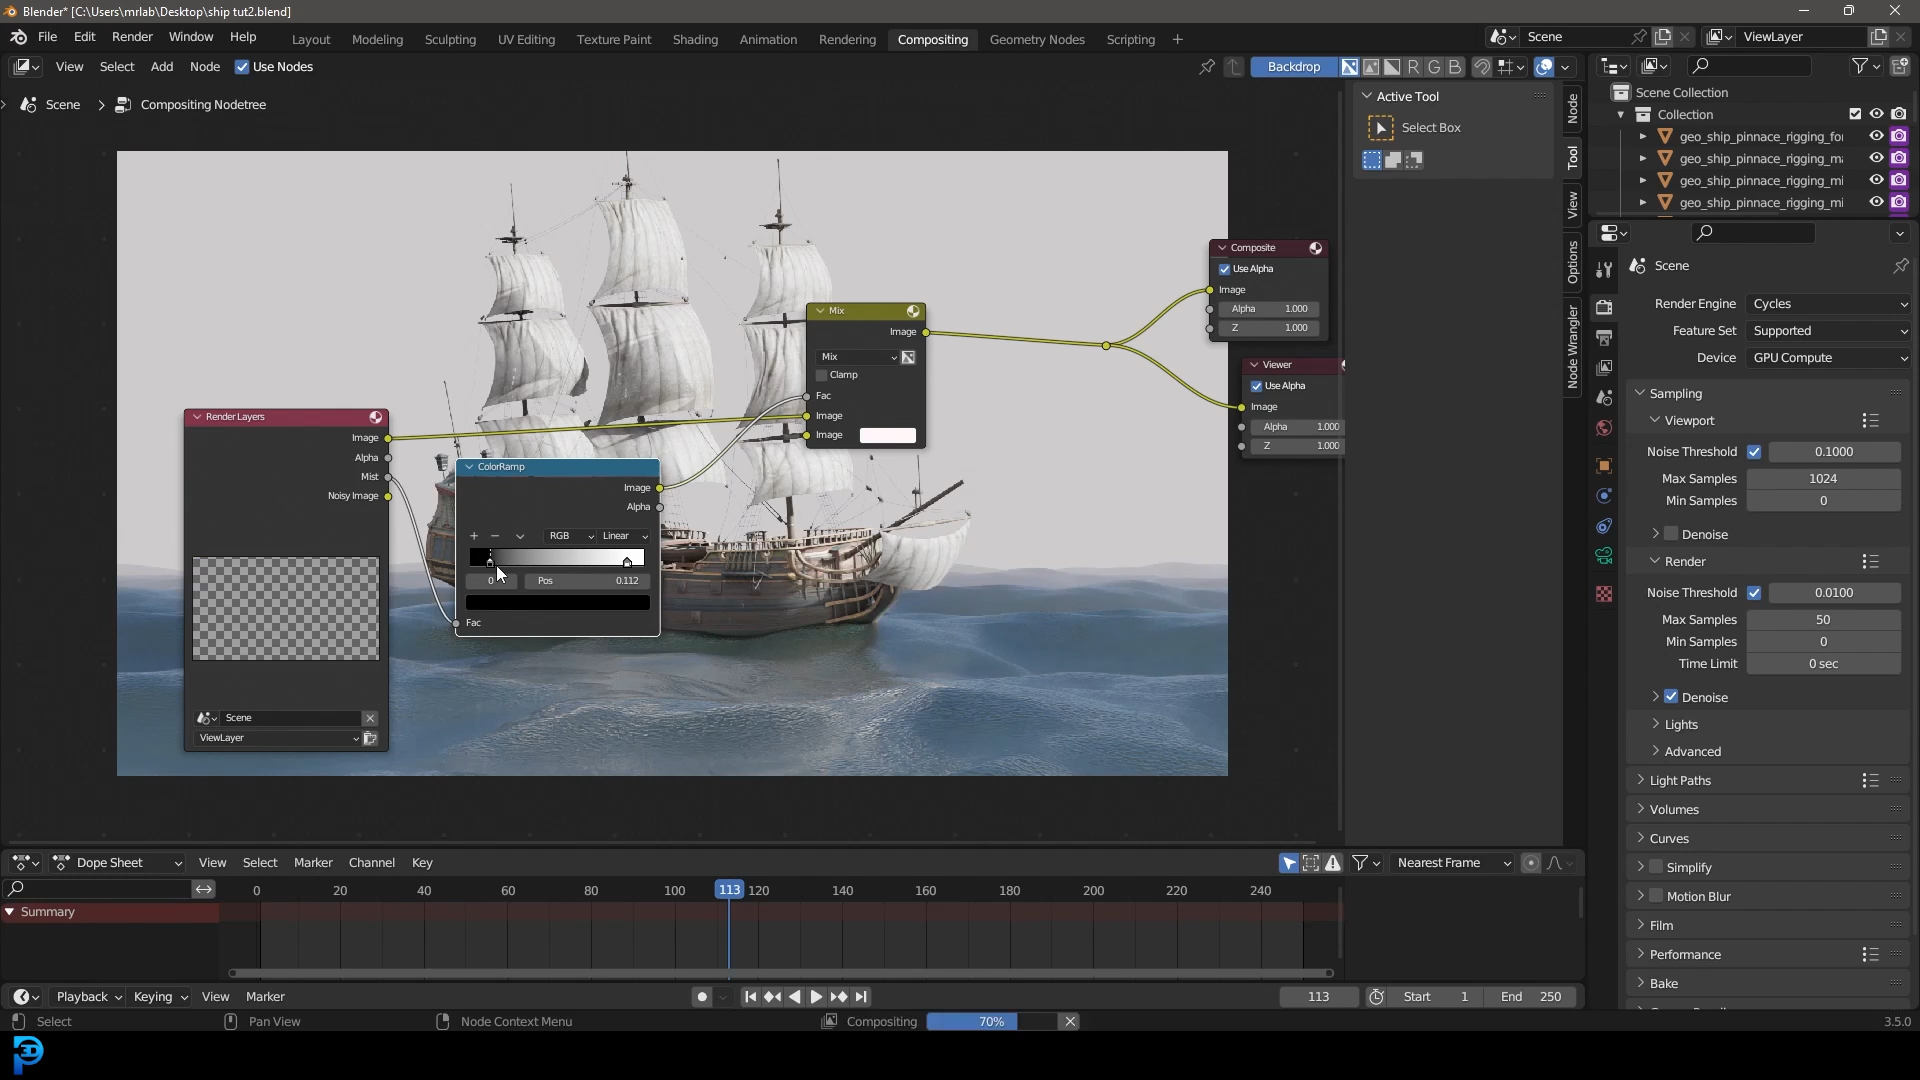 Blender* [C:\Users\mrlab\Desktop\ship tut2.blend]
File Edit Render Window Help Layout Modeling Sculpting UV Editing Texture Paint Shading Animation Rendering Compositing Geometry Nodes Scripting + Scene ViewLayer
View Select Add Node Use Nodes Backdrop R G B
Scene > Compositing Nodetree
Active Tool
Select Box
Node
Tool
View
Options
Node Wrangler
Scene Collection
Collection
geo_ship_pinnace_rigging_for
geo_ship_pinnace_rigging_ma
geo_ship_pinnace_rigging_mi
geo_ship_pinnace_rigging_mi
Scene
Render Engine Cycles
Feature Set Supported
Device GPU Compute
Sampling
Viewport
Noise Threshold 0.1000
Max Samples 1024
Min Samples 0
Denoise
Render
Noise Threshold 0.0100
Max Samples 50
Min Samples 0
Time Limit 0 sec
Denoise
Lights
Advanced
Light Paths
Volumes
Curves
Simplify
Motion Blur
Film
Performance
Bake
Composite
Use Alpha
Image
Alpha 1.000
Z 1.000
Viewer
Use Alpha
Image
Alpha 1.000
Z 1.000
Mix
Image
Mix
Clamp
Fac
Image
Image
Render Layers
Image
Alpha
Mist
Noisy Image
Scene
ViewLayer
ColorRamp
Image
Alpha
RGB Linear
0 Pos 0.112
Fac
Dope Sheet View Select Marker Channel Key Nearest Frame
0 20 40 60 80 100 113 120 140 160 180 200 220 240
Summary
Playback Keying View Marker 113 Start 1 End 250
Select Pan View Node Context Menu Compositing 70% 3.5.0